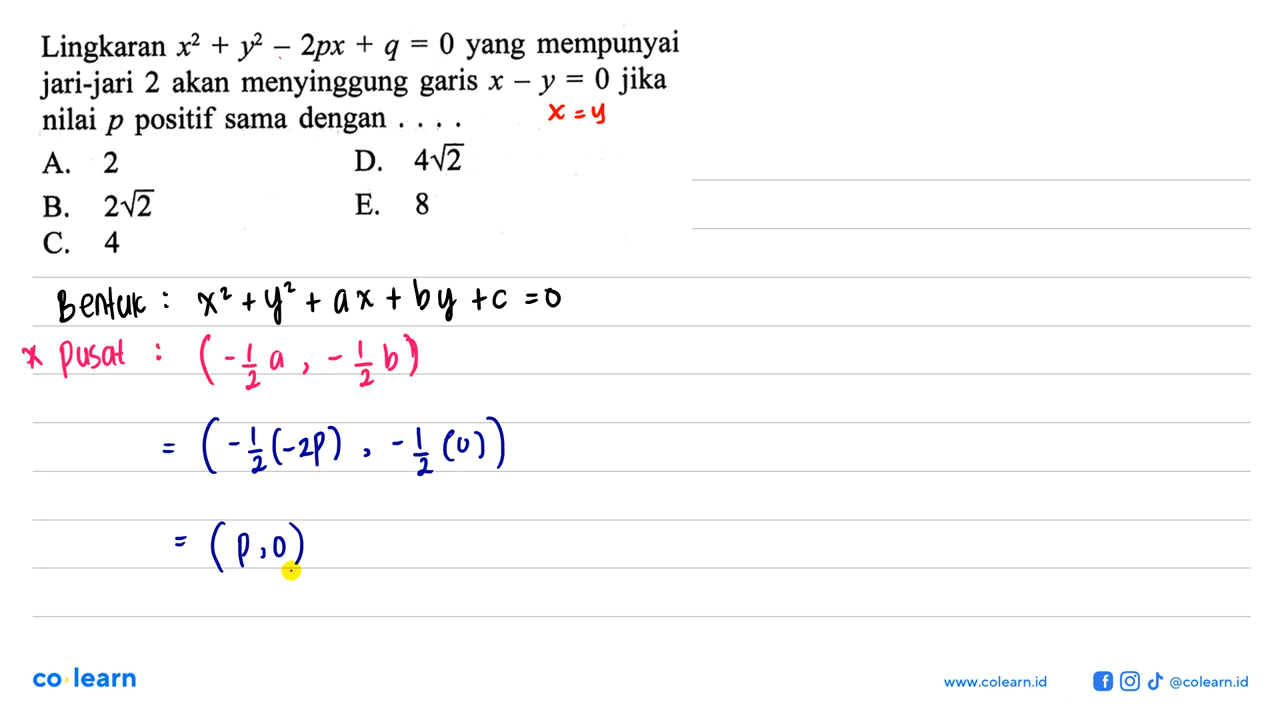 Lingkaran x² + y² − 2px + q = 0 yang mempunyai
jari-jari 2 akan menyinggung garis x − y = 0 jika
nilai p positif sama dengan . . . .
x = y
A. 2
D. 4√2
B. 2√2
E. 8
C. 4
Bentuk : x² + y² + ax + by + c = 0
* Pusat : (-1/2 a, -1/2 b)
= (-1/2 (-2p), -1/2 (0))
= (p, 0)
co learn
www.colearn.id
@colearn.id